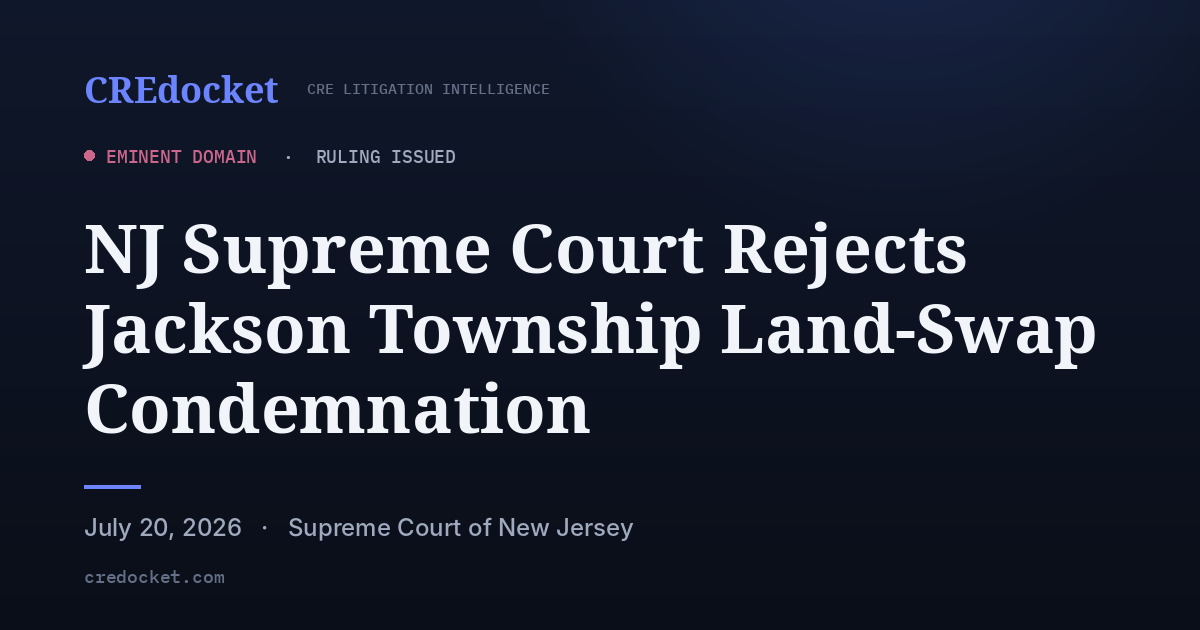 CREdocket CRE LITIGATION INTELLIGENCE
EMINENT DOMAIN · RULING ISSUED
NJ Supreme Court Rejects
Jackson Township Land-Swap
Condemnation
July 20, 2026 · Supreme Court of New Jersey
credocket.com